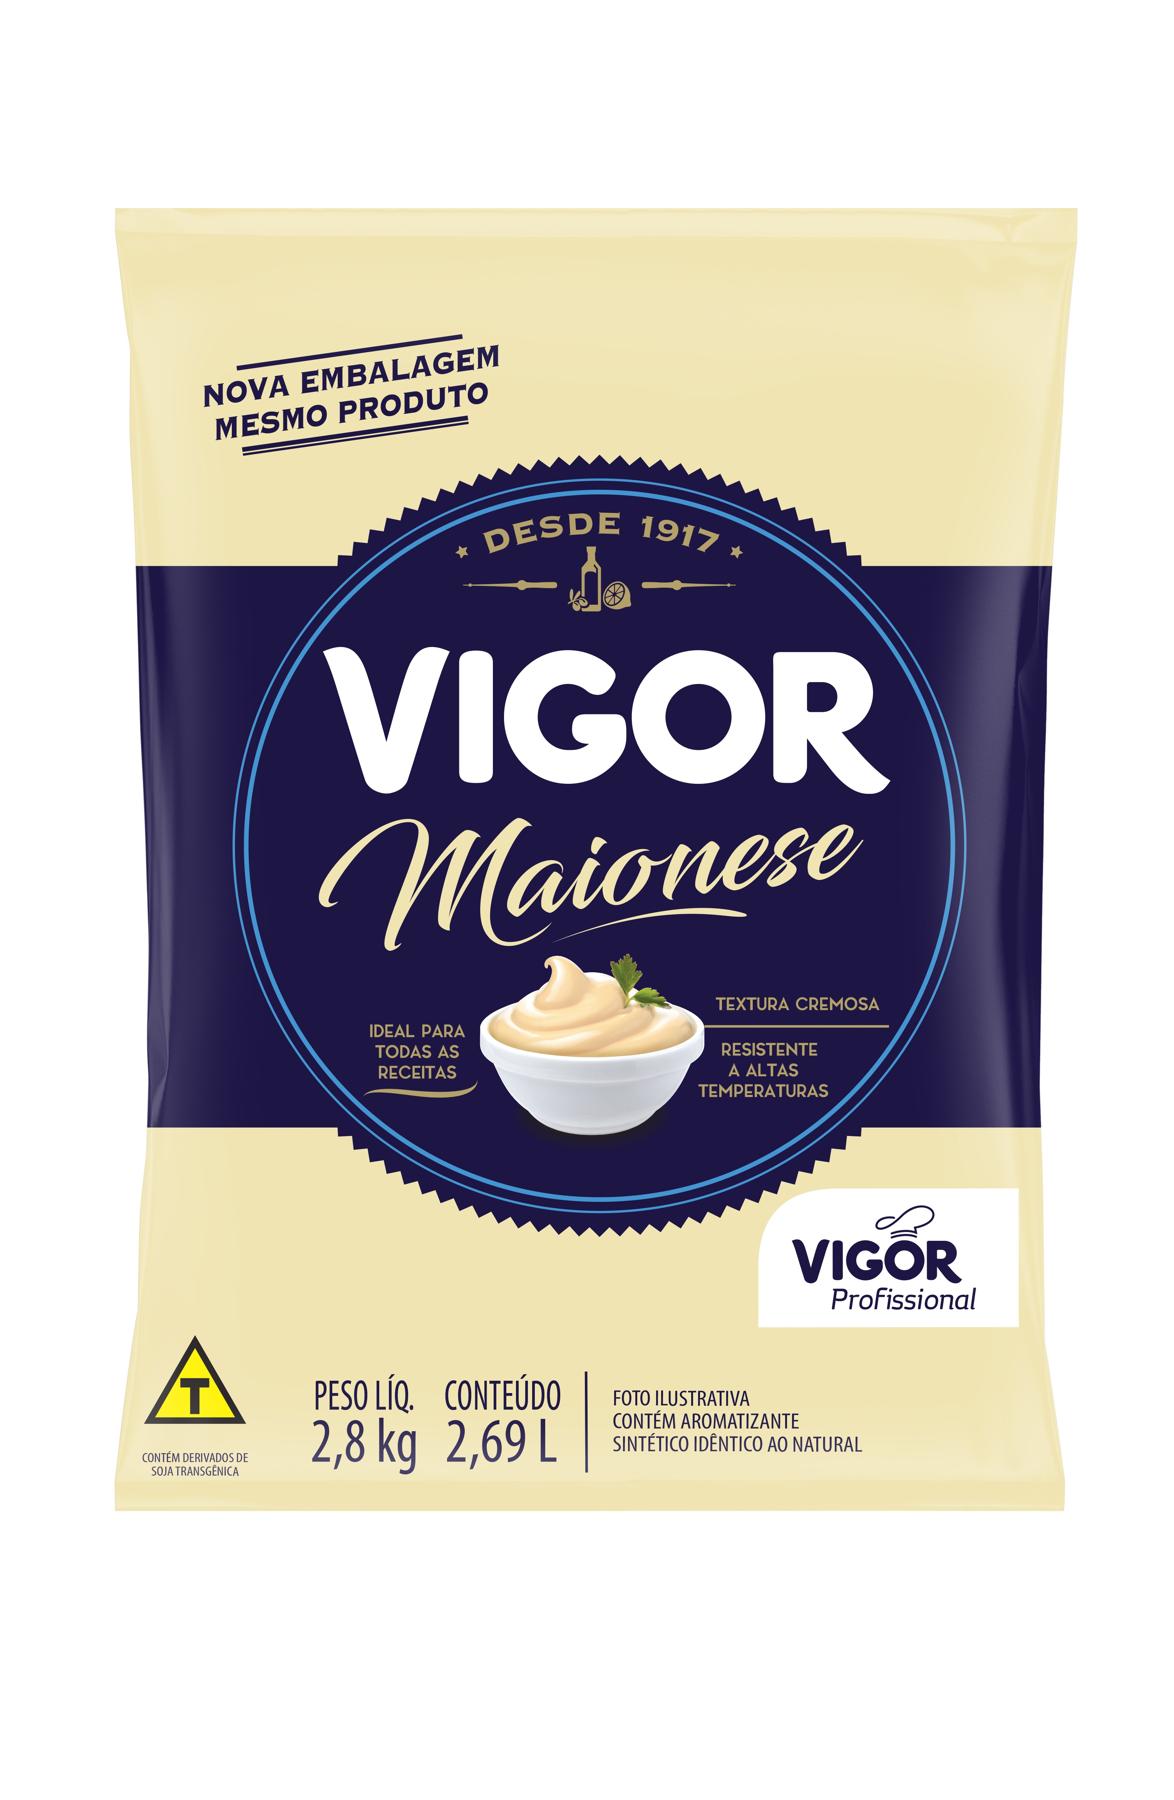 NOVA EMBALAGEM
MESMO PRODUTO
DESDE 1917
VIGOR
Maionese
IDEAL PARA
TODAS AS
RECEITAS
TEXTURA CREMOSA
RESISTENTE
A ALTAS
TEMPERATURAS
VIGOR
Profissional
T
CONTÉM DERIVADOS DE
SOJA TRANSGÊNICA
PESO LÍQ.
2,8 kg
CONTEÚDO
2,69 L
FOTO ILUSTRATIVA
CONTÉM AROMATIZANTE
SINTÉTICO IDÊNTICO AO NATURAL